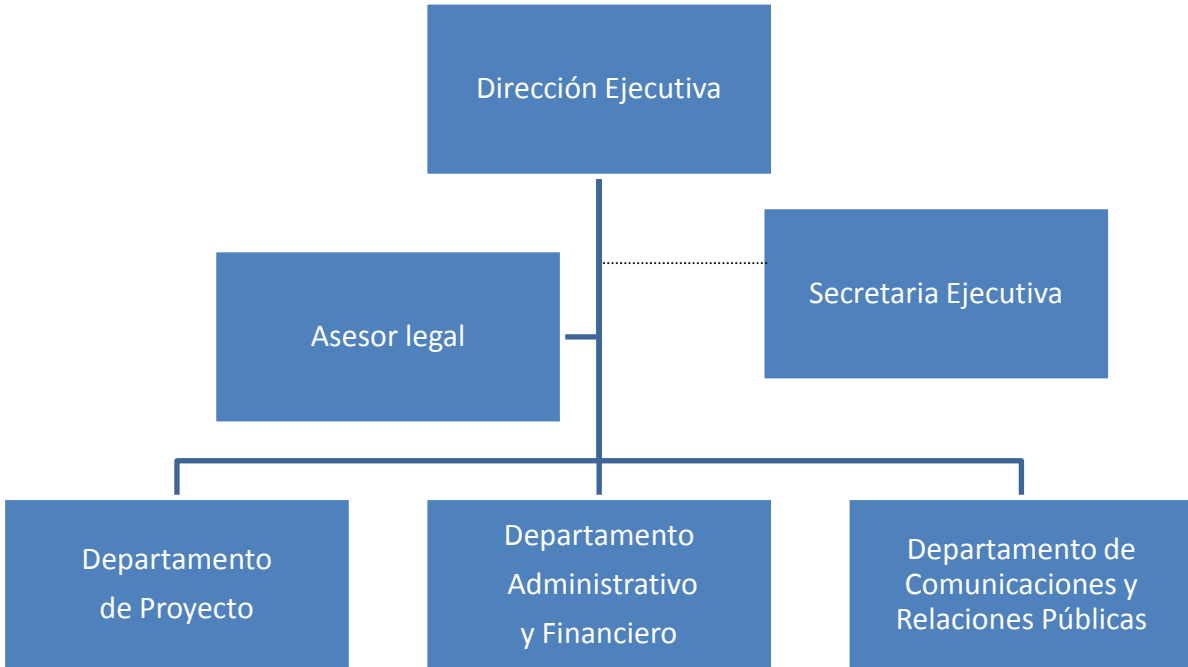 Dirección Ejecutiva
Secretaria Ejecutiva
Asesor legal
Departamento
de Proyecto
Departamento
Administrativo
y Financiero
Departamento de
Comunicaciones y
Relaciones Públicas